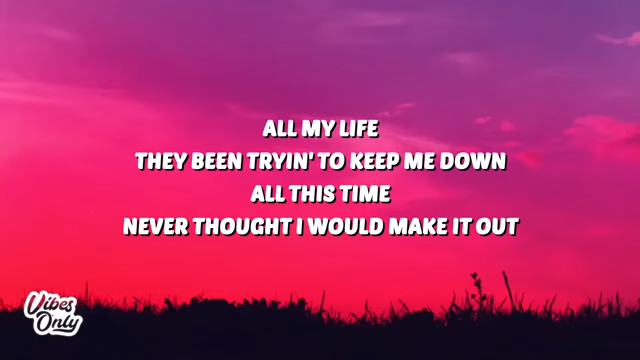 ALL MY LIFE
THEY BEEN TRYIN' TO KEEP ME DOWN
ALL THIS TIME
NEVER THOUGHT I WOULD MAKE IT OUT
Vibes
Only